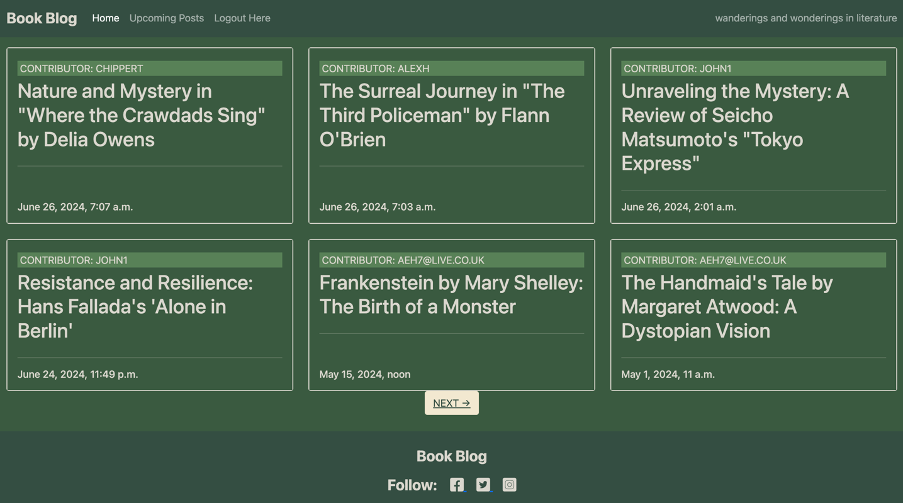 Book Blog Home Upcoming Posts Logout Here wanderings and wonderings in literature
CONTRIBUTOR: CHIPPERT
Nature and Mystery in
"Where the Crawdads Sing"
by Delia Owens
June 26, 2024, 7:07 a.m.
CONTRIBUTOR: ALEXH
The Surreal Journey in "The
Third Policeman" by Flann
O'Brien
June 26, 2024, 7:03 a.m.
CONTRIBUTOR: JOHN1
Unraveling the Mystery: A
Review of Seicho
Matsumoto's "Tokyo
Express"
June 26, 2024, 2:01 a.m.
CONTRIBUTOR: JOHN1
Resistance and Resilience:
Hans Fallada's 'Alone in
Berlin'
June 24, 2024, 11:49 p.m.
CONTRIBUTOR: AEH7@LIVE.CO.UK
Frankenstein by Mary Shelley:
The Birth of a Monster
May 15, 2024, noon
CONTRIBUTOR: AEH7@LIVE.CO.UK
The Handmaid's Tale by
Margaret Atwood: A
Dystopian Vision
May 1, 2024, 11 a.m.
NEXT →
Book Blog
Follow: